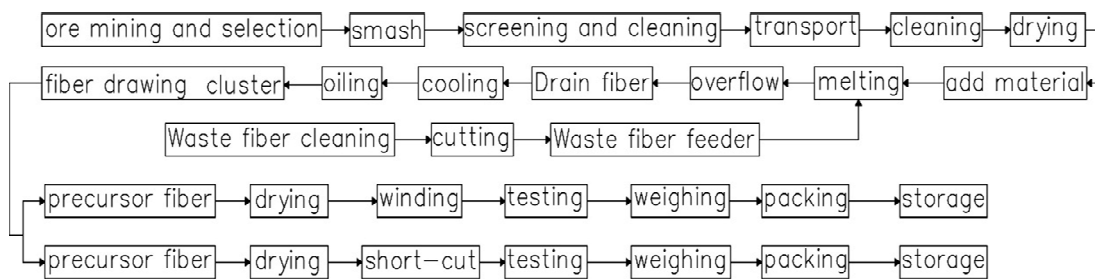 ore mining and selection smash screening and cleaning transport cleaning drying
fiber drawing cluster oiling cooling Drain fiber overflow melting add material
Waste fiber cleaning cutting Waste fiber feeder
precursor fiber drying winding testing weighing packing storage
precursor fiber drying short-cut testing weighing packing storage